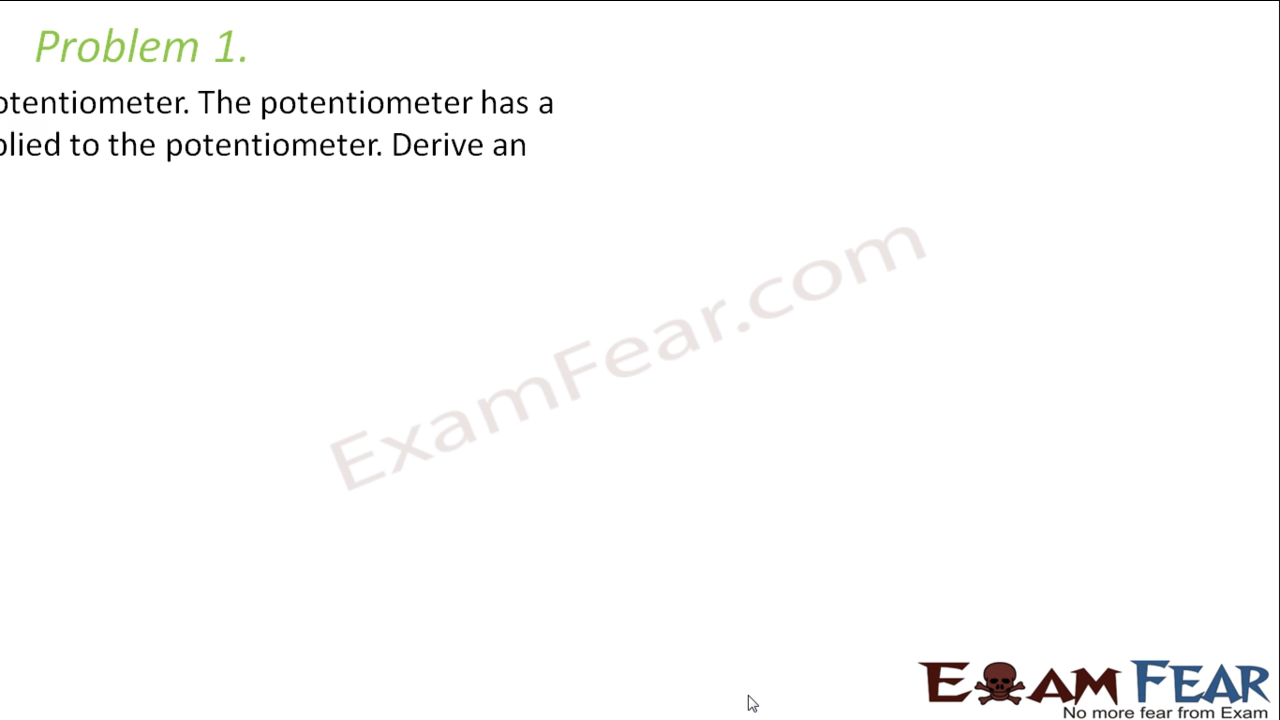 Problem 1.
otentiometer. The potentiometer has a
plied to the potentiometer. Derive an
ExamFear.com
EXAM FEAR
No more fear from Exam